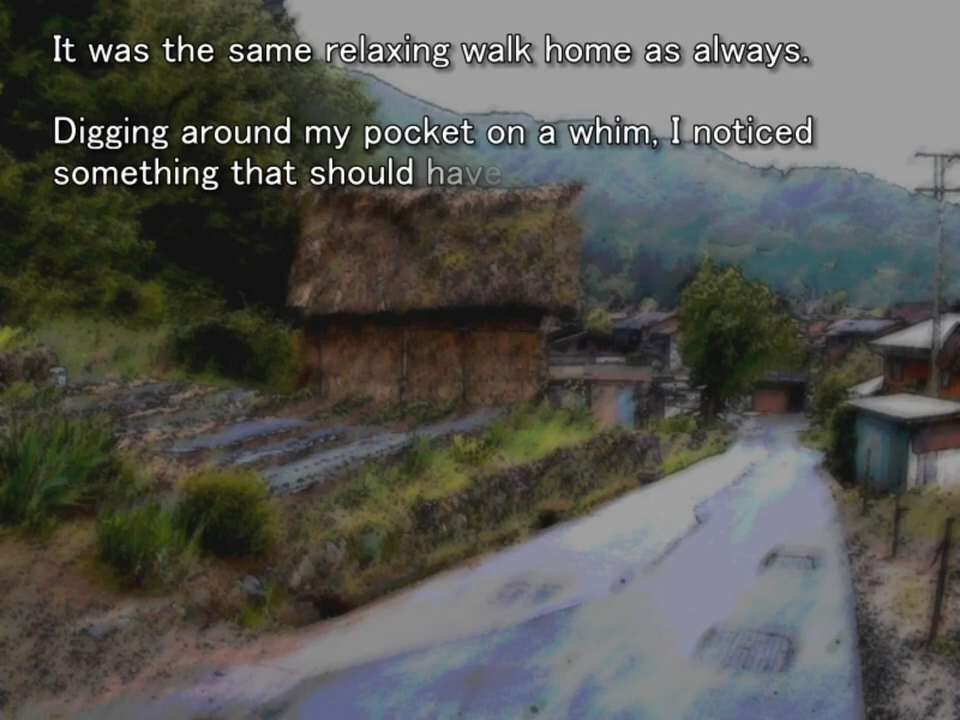 It was the same relaxing walk home as always.
Digging around my pocket on a whim, I noticed
something that should have